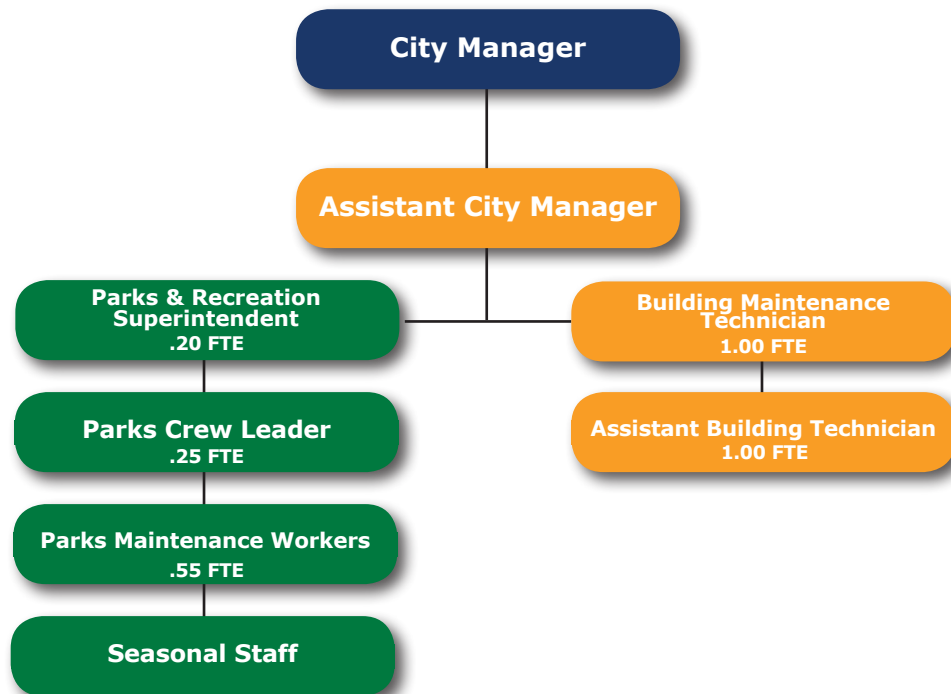 City Manager
Assistant City Manager
Parks & Recreation
Superintendent
.20 FTE
Building Maintenance
Technician
1.00 FTE
Parks Crew Leader
.25 FTE
Assistant Building Technician
1.00 FTE
Parks Maintenance Workers
.55 FTE
Seasonal Staff